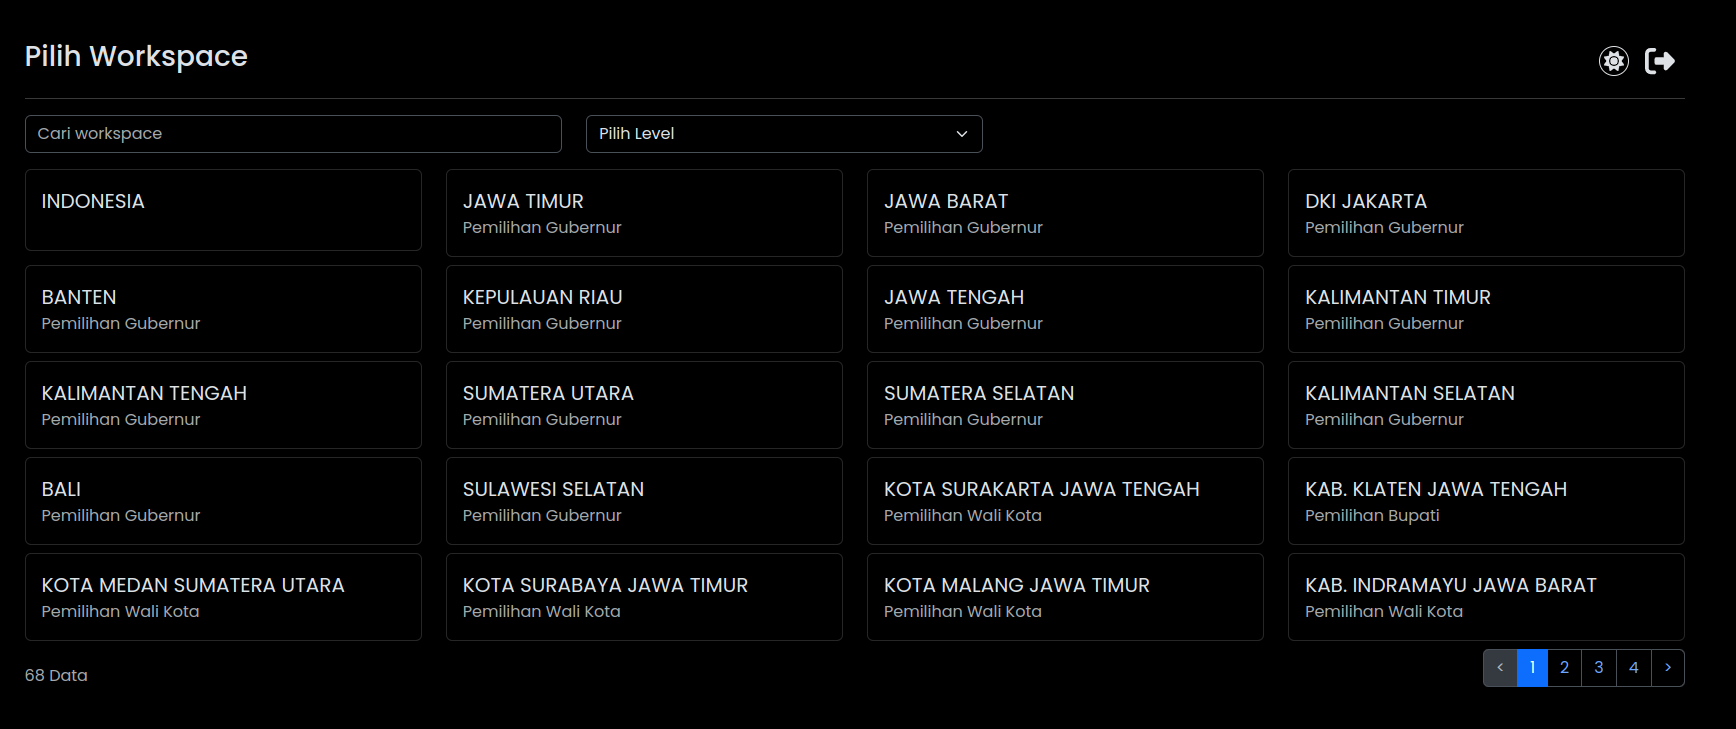 Pilih Workspace
Cari workspace
Pilih Level
INDONESIA
JAWA TIMUR
Pemilihan Gubernur
JAWA BARAT
Pemilihan Gubernur
DKI JAKARTA
Pemilihan Gubernur
BANTEN
Pemilihan Gubernur
KEPULAUAN RIAU
Pemilihan Gubernur
JAWA TENGAH
Pemilihan Gubernur
KALIMANTAN TIMUR
Pemilihan Gubernur
KALIMANTAN TENGAH
Pemilihan Gubernur
SUMATERA UTARA
Pemilihan Gubernur
SUMATERA SELATAN
Pemilihan Gubernur
KALIMANTAN SELATAN
Pemilihan Gubernur
BALI
Pemilihan Gubernur
SULAWESI SELATAN
Pemilihan Gubernur
KOTA SURAKARTA JAWA TENGAH
Pemilihan Wali Kota
KAB. KLATEN JAWA TENGAH
Pemilihan Bupati
KOTA MEDAN SUMATERA UTARA
Pemilihan Wali Kota
KOTA SURABAYA JAWA TIMUR
Pemilihan Wali Kota
KOTA MALANG JAWA TIMUR
Pemilihan Wali Kota
KAB. INDRAMAYU JAWA BARAT
Pemilihan Wali Kota
68 Data
< 1 2 3 4 >